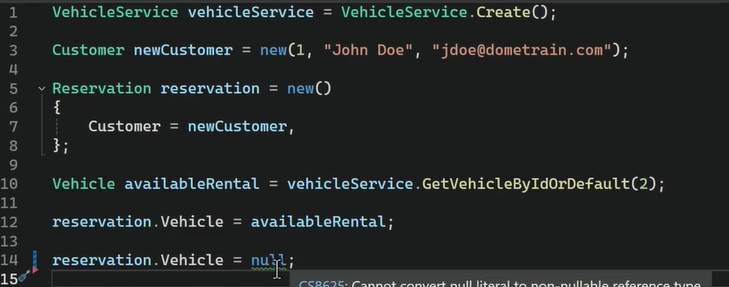 1 VehicleService vehicleService = VehicleService.Create();
2
3 Customer newCustomer = new(1, "John Doe", "jdoe@dometrain.com");
4
5 Reservation reservation = new()
6 {
7 Customer = newCustomer,
8 };
9
10 Vehicle availableRental = vehicleService.GetVehicleByIdOrDefault(2);
11
12 reservation.Vehicle = availableRental;
13
14 reservation.Vehicle = null;
15
CS8625: Cannot convert null literal to non-nullable reference type.